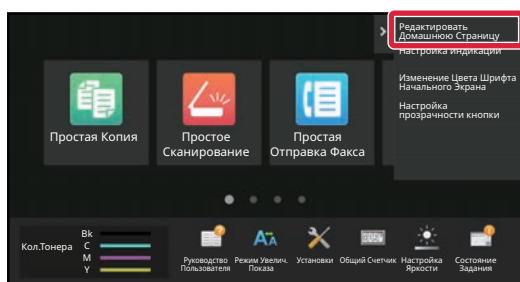 Редактировать
Домашнюю Страницу
Настройка индикации
Изменение Цвета Шрифта
Начального Экрана
Настройка
прозрачности кнопки
Простая Копия
Простое
Сканирование
Простая
Отправка Факса
Кол.Тонера
Bk
C
M
Y
Руководство
Пользователя
Режим Увелич.
Показа
Установки
Общий Счетчик
Настройка
Яркости
Состояние
Задания